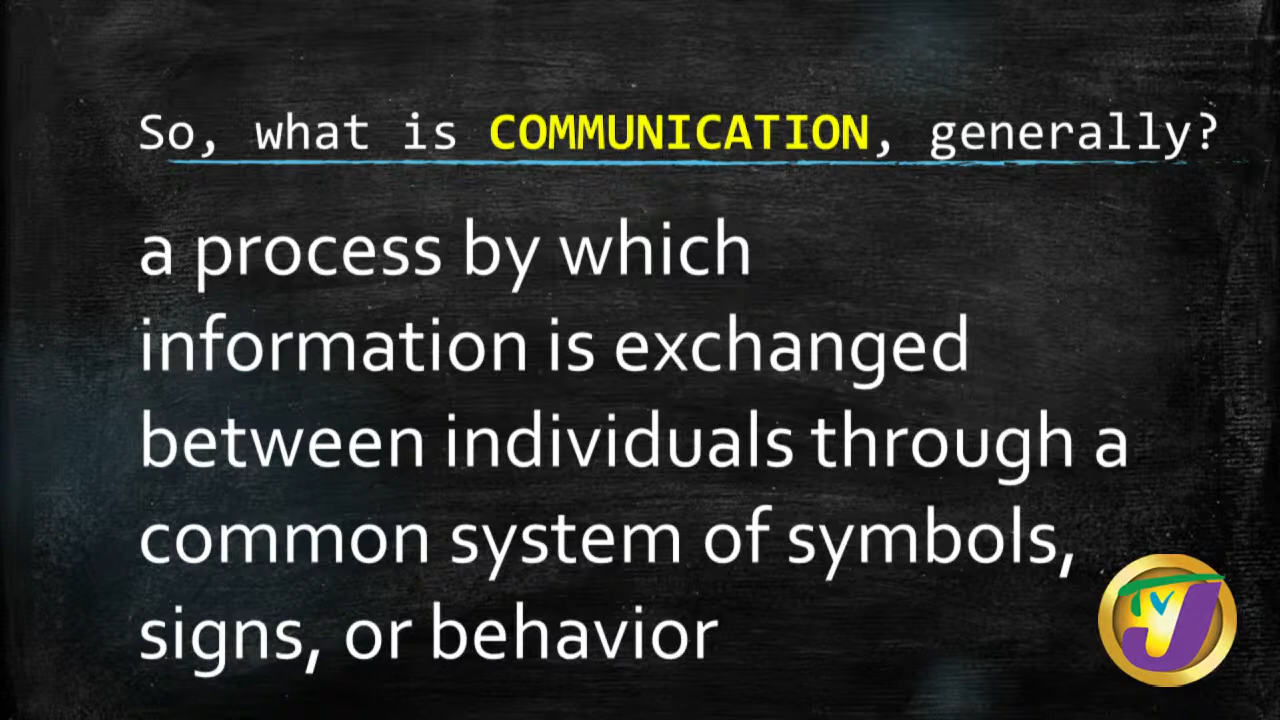 So, what is COMMUNICATION, generally?
a process by which
information is exchanged
between individuals through a
common system of symbols,
signs, or behavior
TVJ